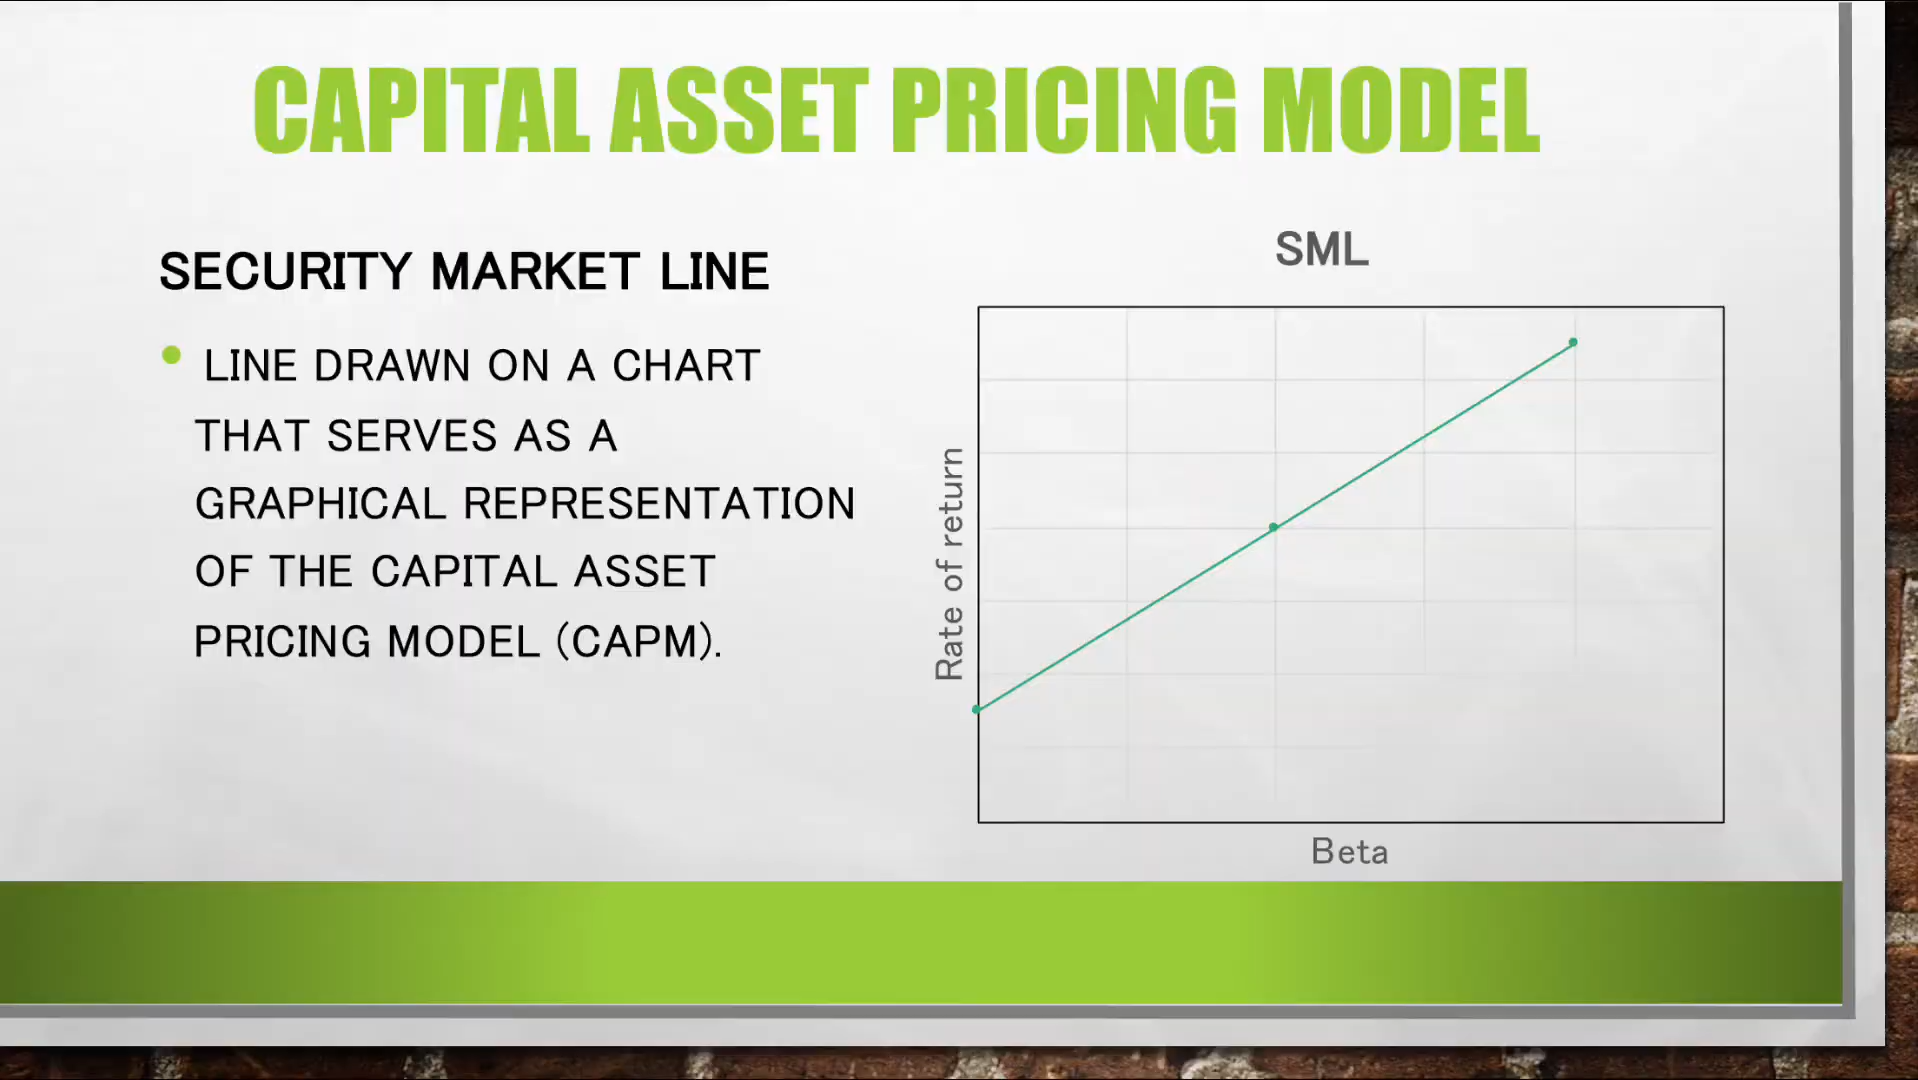 CAPITAL ASSET PRICING MODEL
SECURITY MARKET LINE
LINE DRAWN ON A CHART
THAT SERVES AS A
GRAPHICAL REPRESENTATION
OF THE CAPITAL ASSET
PRICING MODEL (CAPM).
SML
Rate of return
Beta